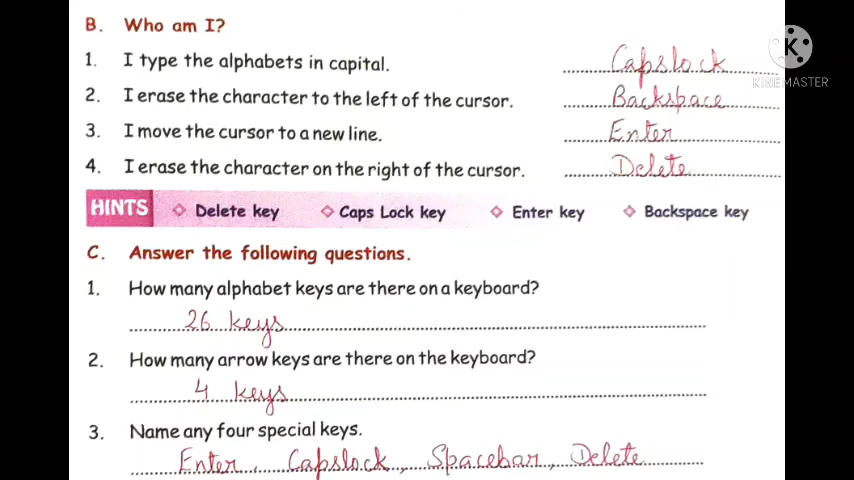 B. Who am I?
1. I type the alphabets in capital. Capslock
K
KINEMASTER
2. I erase the character to the left of the cursor. Backspace
3. I move the cursor to a new line. Enter
4. I erase the character on the right of the cursor. Delete
HINTS Delete key Caps Lock key Enter key Backspace key
C. Answer the following questions.
1. How many alphabet keys are there on a keyboard?
26 keys
2. How many arrow keys are there on the keyboard?
4 keys
3. Name any four special keys.
Enter, Capslock, Spacebar, Delete